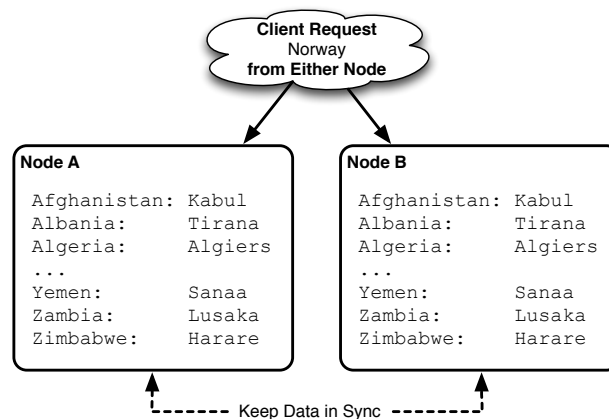 Client Request
Norway
from Either Node
Node A
Afghanistan: Kabul
Albania: Tirana
Algeria: Algiers
...
Yemen: Sanaa
Zambia: Lusaka
Zimbabwe: Harare
Node B
Afghanistan: Kabul
Albania: Tirana
Algeria: Algiers
...
Yemen: Sanaa
Zambia: Lusaka
Zimbabwe: Harare
Keep Data in Sync